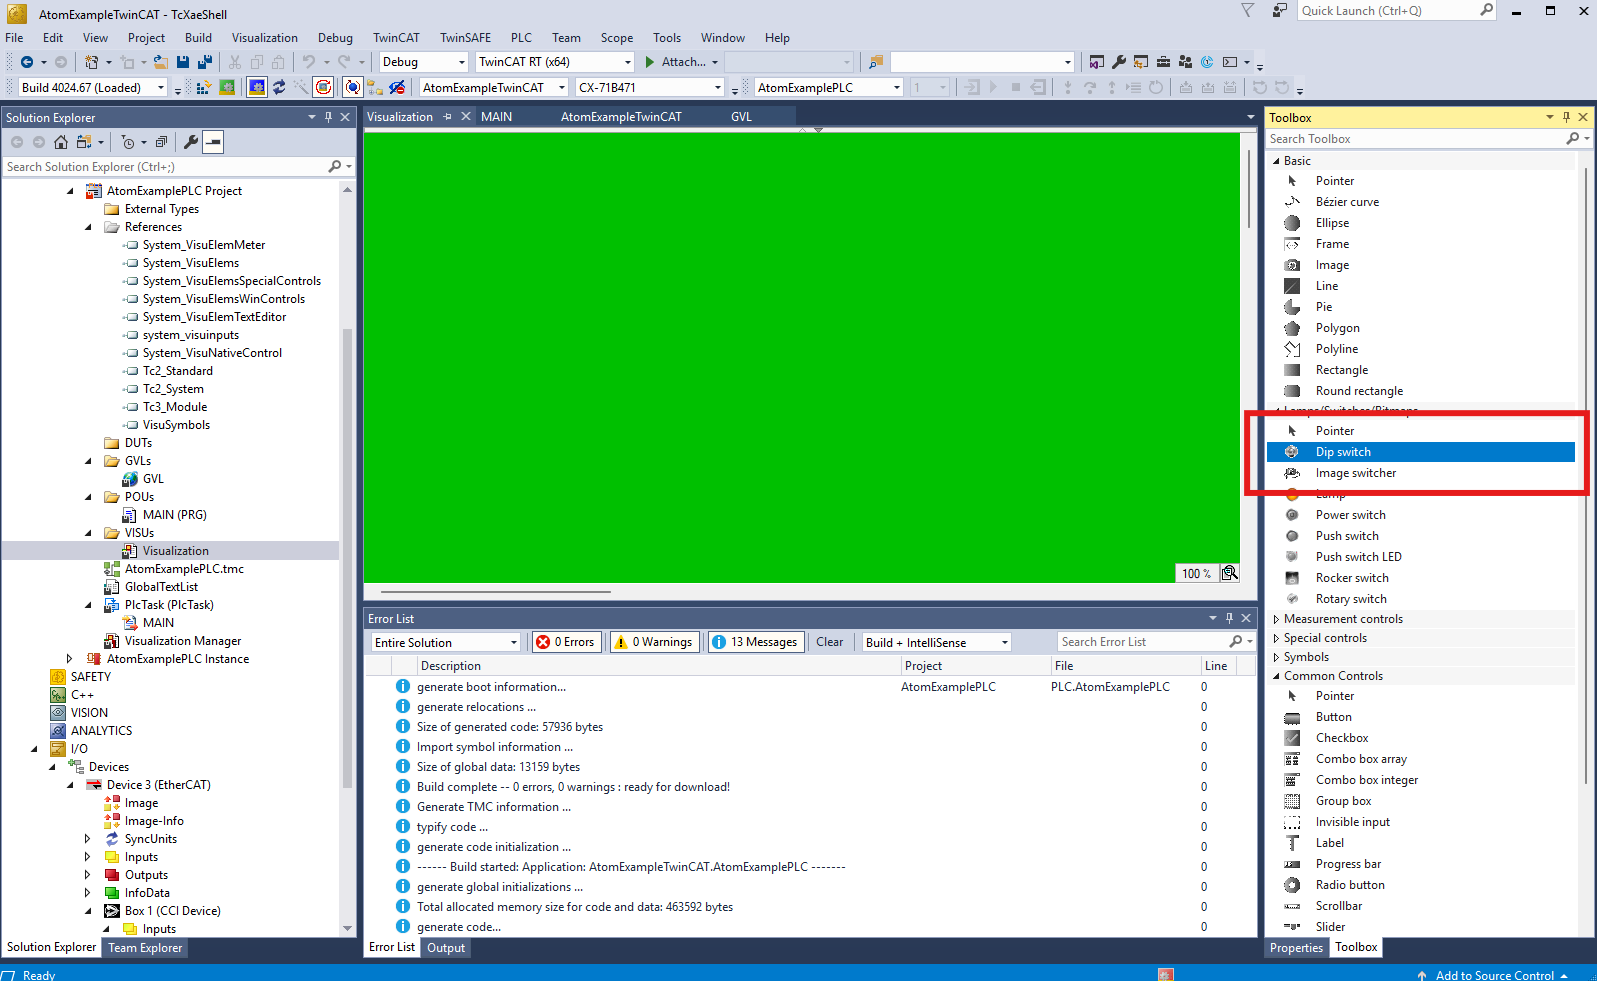 AtomExampleTwinCAT - TcXaeShell
Quick Launch (Ctrl+Q)
File Edit View Project Build Visualization Debug TwinCAT TwinSAFE PLC Team Scope Tools Window Help
Debug TwinCAT RT (x64) Attach...
Build 4024.67 (Loaded) AtomExampleTwinCAT CX-71B471 AtomExamplePLC 1
Solution Explorer
Search Solution Explorer (Ctrl+;)
AtomExamplePLC Project
External Types
References
System_VisuElemMeter
System_VisuElems
System_VisuElemsSpecialControls
System_VisuElemsWinControls
System_VisuElemTextEditor
system_visuinputs
System_VisuNativeControl
Tc2_Standard
Tc2_System
Tc3_Module
VisuSymbols
DUTs
GVLs
GVL
POUs
MAIN (PRG)
VISUs
Visualization
AtomExamplePLC.tmc
GlobalTextList
PlcTask (PlcTask)
MAIN
Visualization Manager
AtomExamplePLC Instance
SAFETY
C++
VISION
ANALYTICS
I/O
Devices
Device 3 (EtherCAT)
Image
Image-Info
SyncUnits
Inputs
Outputs
InfoData
Box 1 (CCI Device)
Inputs
Solution Explorer Team Explorer
Visualization MAIN AtomExampleTwinCAT GVL
100 %
Error List
Entire Solution 0 Errors 0 Warnings 13 Messages Clear Build + IntelliSense Search Error List
Description Project File Line
generate boot information... AtomExamplePLC PLC.AtomExamplePLC 0
generate relocations ... 0
Size of generated code: 57936 bytes 0
Import symbol information ... 0
Size of global data: 13159 bytes 0
Build complete -- 0 errors, 0 warnings : ready for download! 0
Generate TMC information ... 0
typify code ... 0
generate code initialization ... 0
------ Build started: Application: AtomExampleTwinCAT.AtomExamplePLC ------- 0
generate global initializations ... 0
Total allocated memory size for code and data: 463592 bytes 0
generate code... 0
Error List Output
Toolbox
Search Toolbox
Basic
Pointer
Bézier curve
Ellipse
Frame
Image
Line
Pie
Polygon
Polyline
Rectangle
Round rectangle
Lamps/Switches/Bitmaps
Pointer
Dip switch
Image switcher
Lamp
Power switch
Push switch
Push switch LED
Rocker switch
Rotary switch
Measurement controls
Special controls
Symbols
Common Controls
Pointer
Button
Checkbox
Combo box array
Combo box integer
Group box
Invisible input
Label
Progress bar
Radio button
Scrollbar
Slider
Properties Toolbox
Ready
Add to Source Control